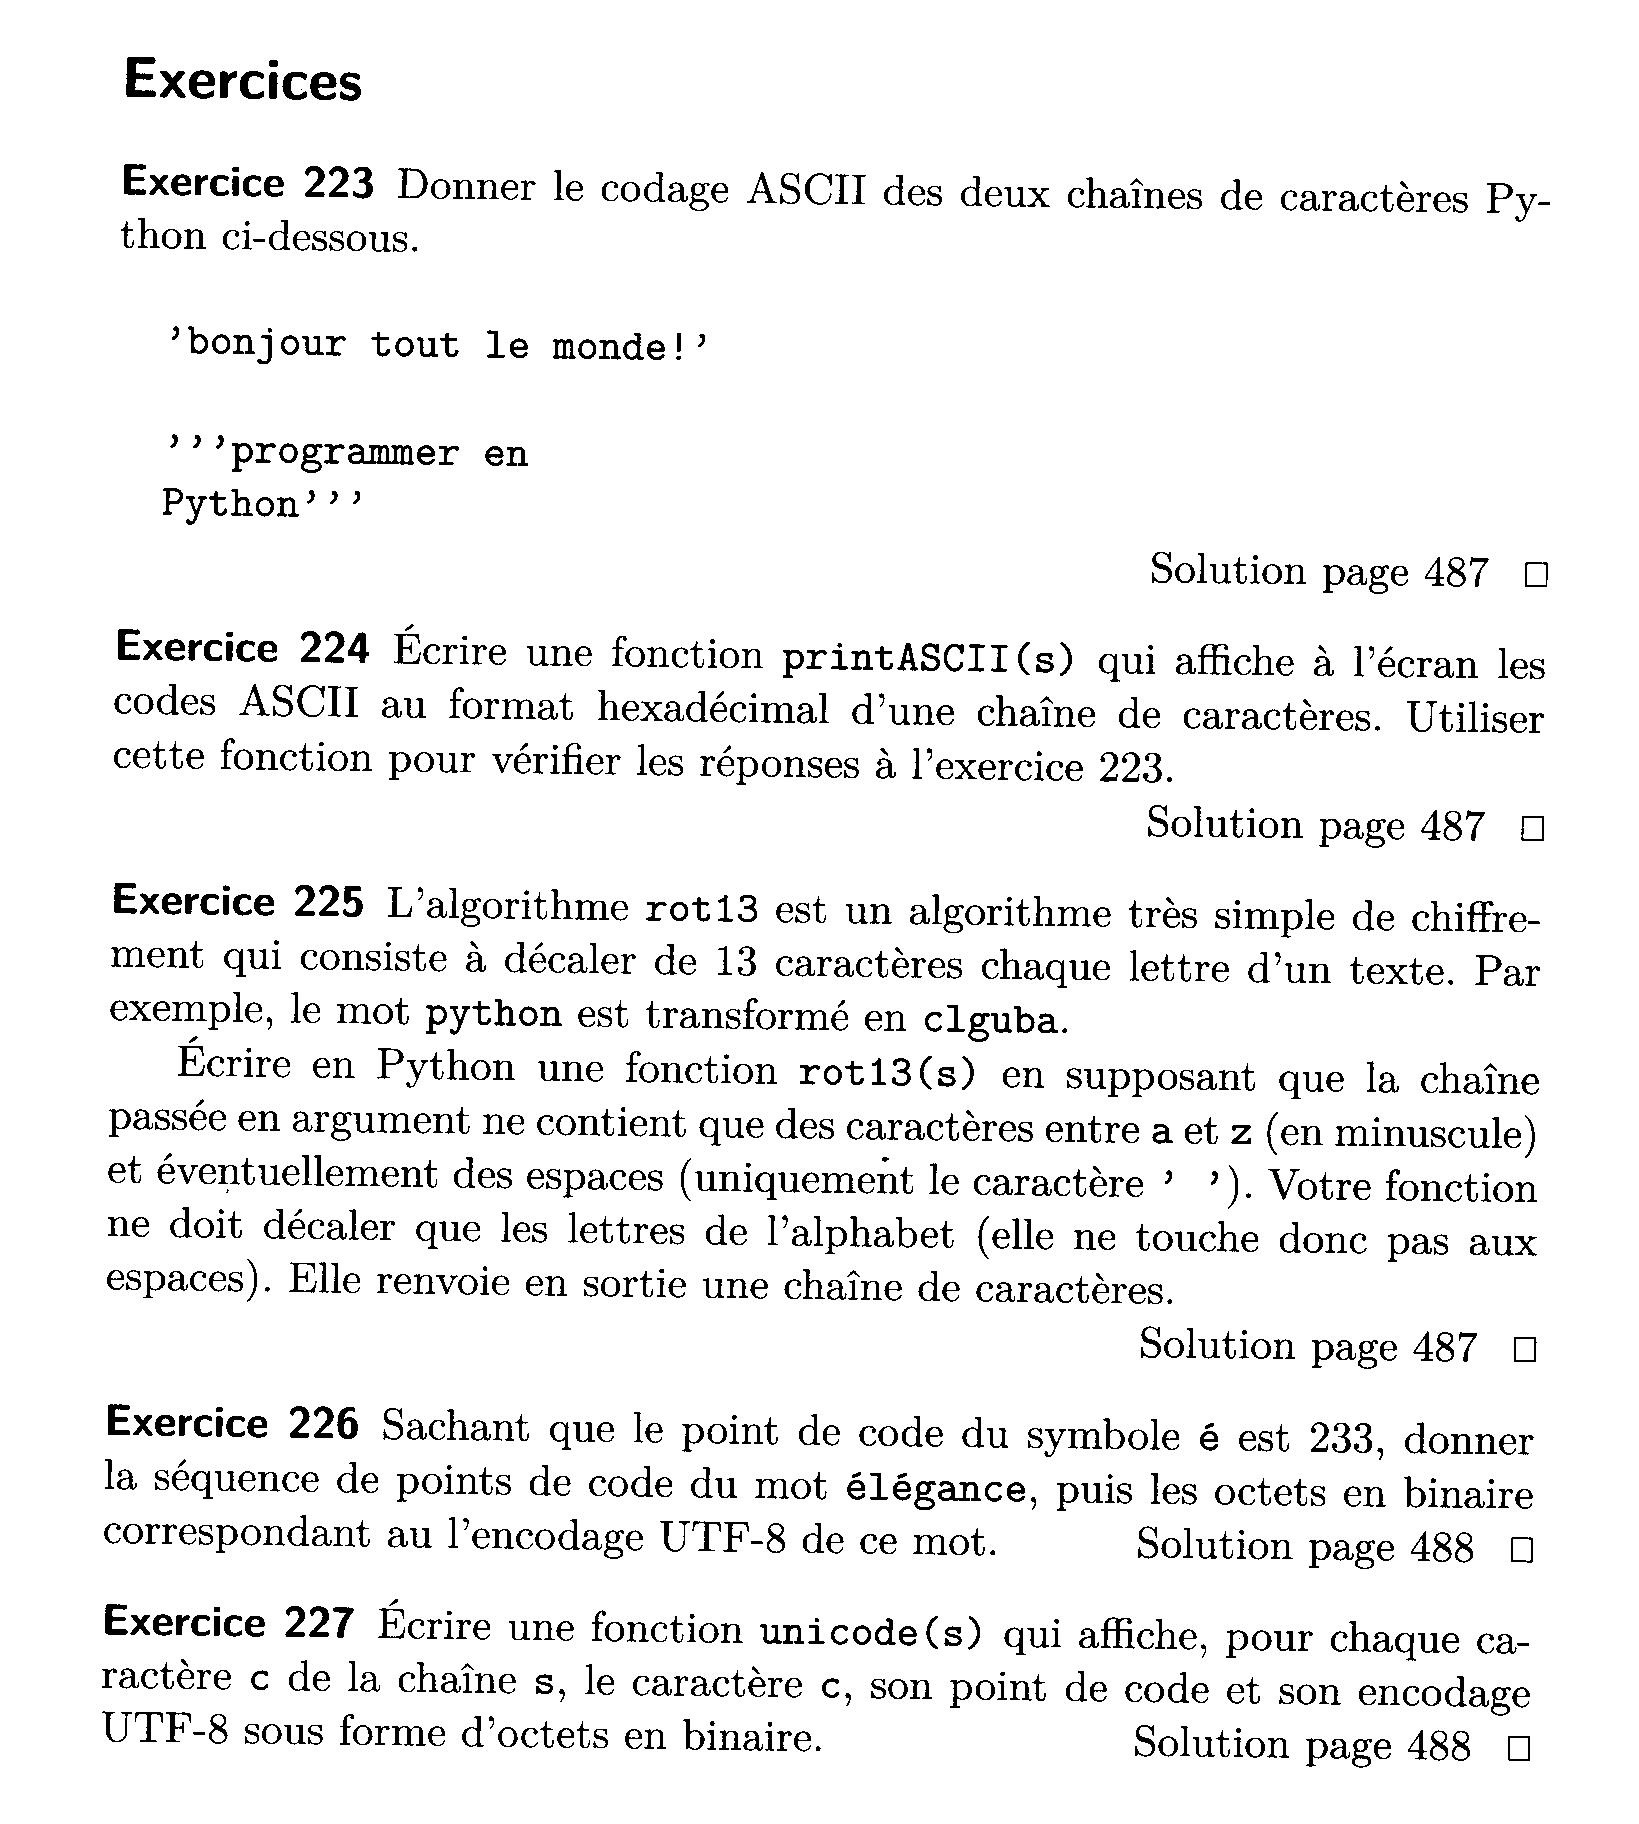 Exercices
Exercice 223 Donner le codage ASCII des deux chaînes de caractères Py-
thon ci-dessous.
’bonjour tout le monde!’
’’’programmer en
Python’’’
Solution page 487 □
Exercice 224 Écrire une fonction printASCII(s) qui affiche à l’écran les
codes ASCII au format hexadécimal d’une chaîne de caractères. Utiliser
cette fonction pour vérifier les réponses à l’exercice 223.
Solution page 487 □
Exercice 225 L’algorithme rot13 est un algorithme très simple de chiffre-
ment qui consiste à décaler de 13 caractères chaque lettre d’un texte. Par
exemple, le mot python est transformé en clguba.
Écrire en Python une fonction rot13(s) en supposant que la chaîne
passée en argument ne contient que des caractères entre a et z (en minuscule)
et éventuellement des espaces (uniquement le caractère ’ ’). Votre fonction
ne doit décaler que les lettres de l’alphabet (elle ne touche donc pas aux
espaces). Elle renvoie en sortie une chaîne de caractères.
Solution page 487 □
Exercice 226 Sachant que le point de code du symbole é est 233, donner
la séquence de points de code du mot élégance, puis les octets en binaire
correspondant au l’encodage UTF-8 de ce mot. Solution page 488 □
Exercice 227 Écrire une fonction unicode(s) qui affiche, pour chaque ca-
ractère c de la chaîne s, le caractère c, son point de code et son encodage
UTF-8 sous forme d’octets en binaire. Solution page 488 □